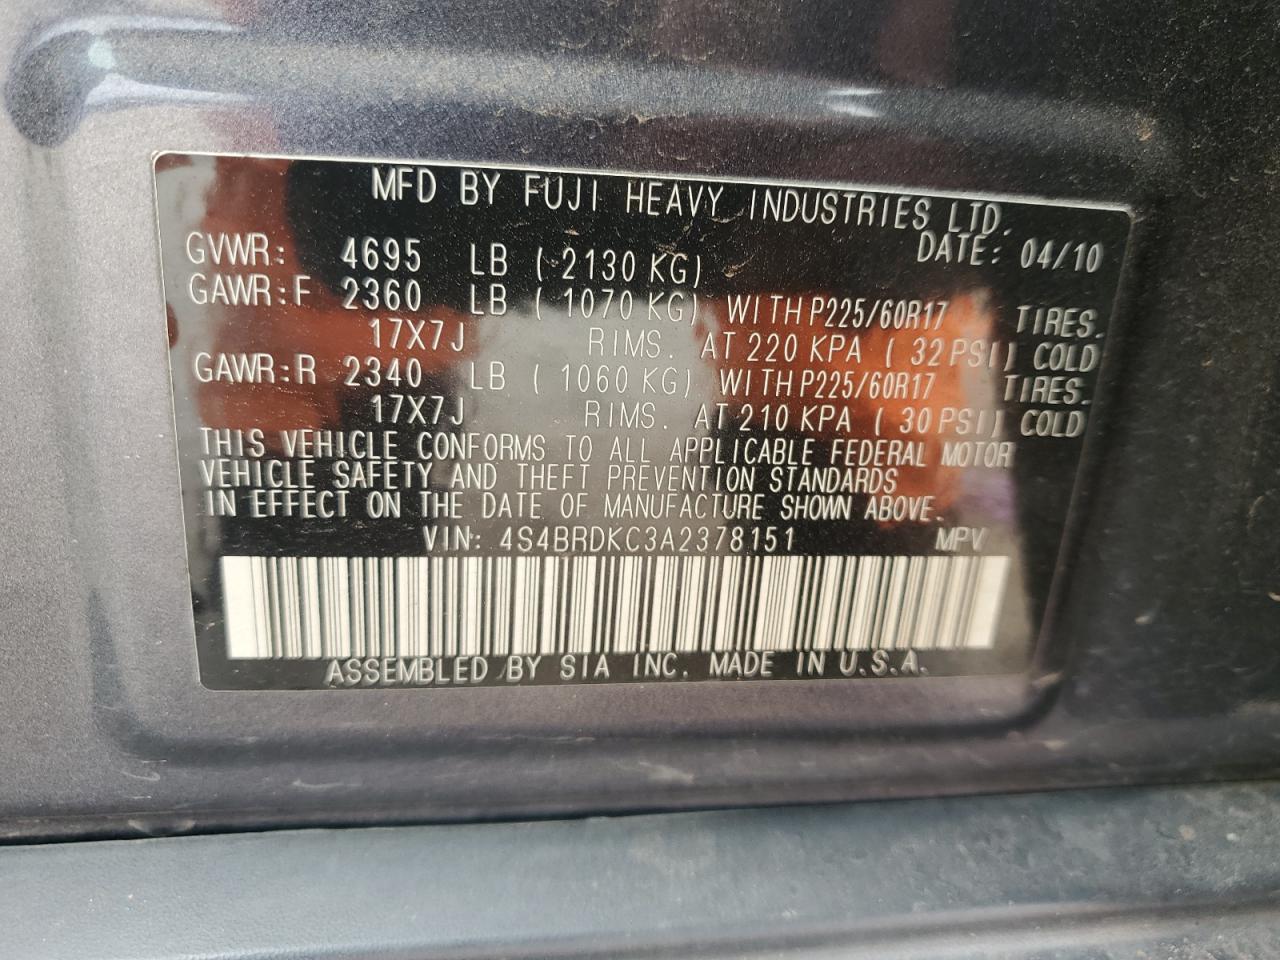 MFD BY FUJI HEAVY INDUSTRIES LTD.
DATE: 04/10
GVWR: 4695 LB ( 2130 KG)
GAWR:F 2360 LB ( 1070 KG) WITH P225/60R17 TIRES.
17X7J RIMS. AT 220 KPA ( 32 PSI) COLD
GAWR:R 2340 LB ( 1060 KG) WITH P225/60R17 TIRES.
17X7J RIMS. AT 210 KPA ( 30 PSI) COLD
THIS VEHICLE CONFORMS TO ALL APPLICABLE FEDERAL MOTOR
VEHICLE SAFETY AND THEFT PREVENTION STANDARDS
IN EFFECT ON THE DATE OF MANUFACTURE SHOWN ABOVE.
VIN: 4S4BRDKC3A2378151 MPV
ASSEMBLED BY SIA INC. MADE IN U.S.A.